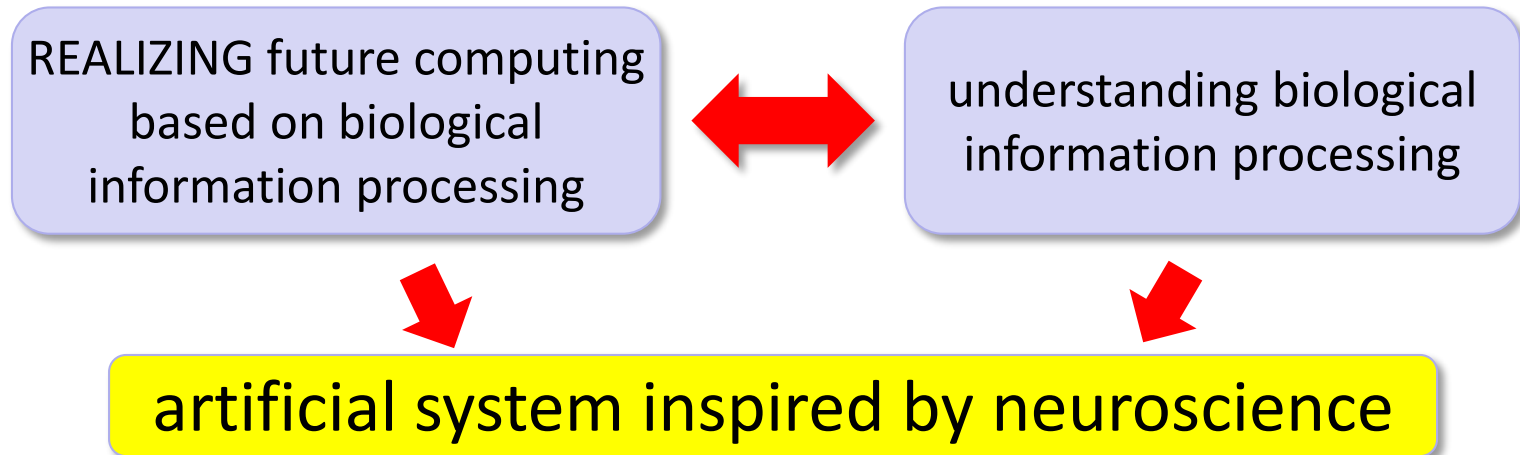 REALIZING future computing
based on biological
information processing
understanding biological
information processing
artificial system inspired by neuroscience